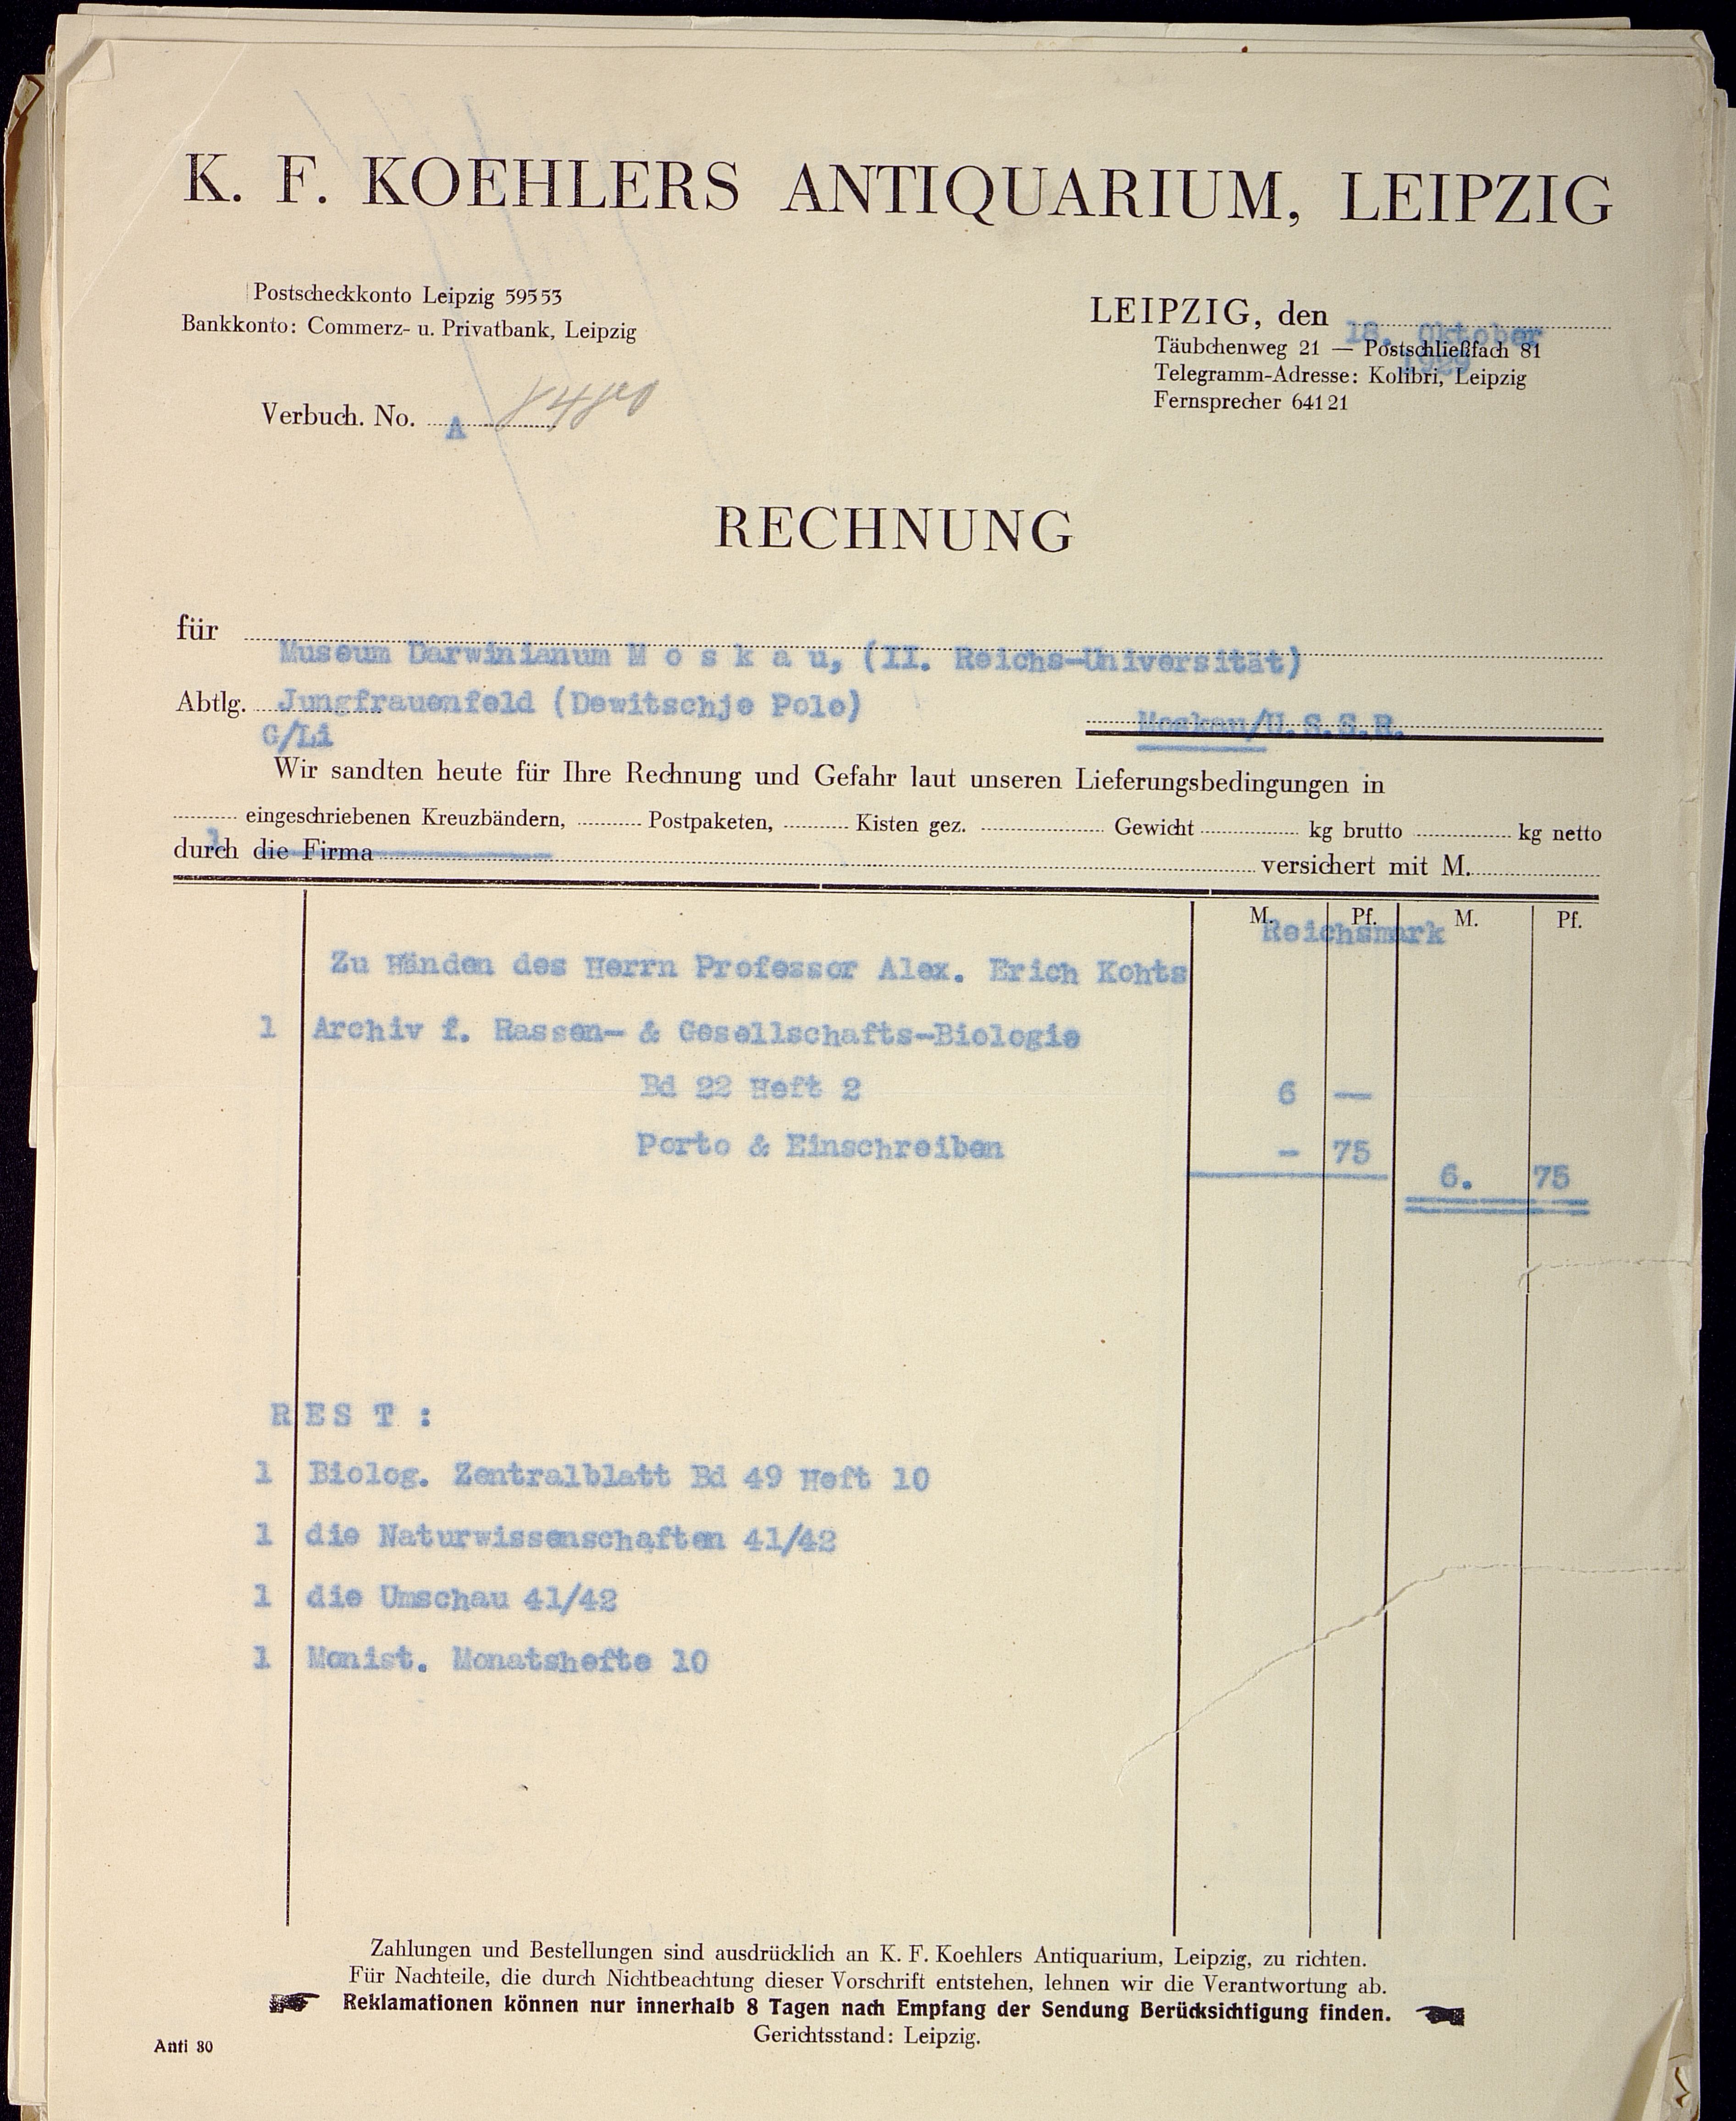 K. F. KOEHLERS ANTIQUARIUM, LEIPZIG
Postscheckkonto Leipzig 59553
Bankkonto: Commerz- u. Privatbank, Leipzig
LEIPZIG, den 18. Oktober
1929
Täubchenweg 21 — Postschließfach 81
Telegramm-Adresse: Kolibri, Leipzig
Fernsprecher 64121
Verbuch. No. A
RECHNUNG
für
Museum Darwinianum M o s k a u, (II. Reichs-Universität)
Abtlg. Jungfrauenfeld (Dewitschje Pole)
Moskau/U.S.S.R.
C/Li
Wir sandten heute für Ihre Rechnung und Gefahr laut unseren Lieferungsbedingungen in
eingeschriebenen Kreuzbändern, Postpaketen, Kisten gez. Gewicht kg brutto kg netto
1
durch die Firma versichert mit M.
M. Pf. M. Pf.
Reichsmark
Zu Händen des Herrn Professor Alex. Erich Kohts
1 Archiv f. Rassen- & Gesellschafts-Biologie
Bd 22 Heft 2 6 —
Porto & Einschreiben - 75
6. 75
R E S T :
1 Biolog. Zentralblatt Bd 49 Heft 10
1 die Naturwissenschaften 41/42
1 die Umschau 41/42
1 Monist. Monatshefte 10
Zahlungen und Bestellungen sind ausdrücklich an K. F. Koehlers Antiquarium, Leipzig, zu richten.
Für Nachteile, die durch Nichtbeachtung dieser Vorschrift entstehen, lehnen wir die Verantwortung ab.
Reklamationen können nur innerhalb 8 Tagen nach Empfang der Sendung Berücksichtigung finden.
Gerichtsstand: Leipzig.
Anti 30